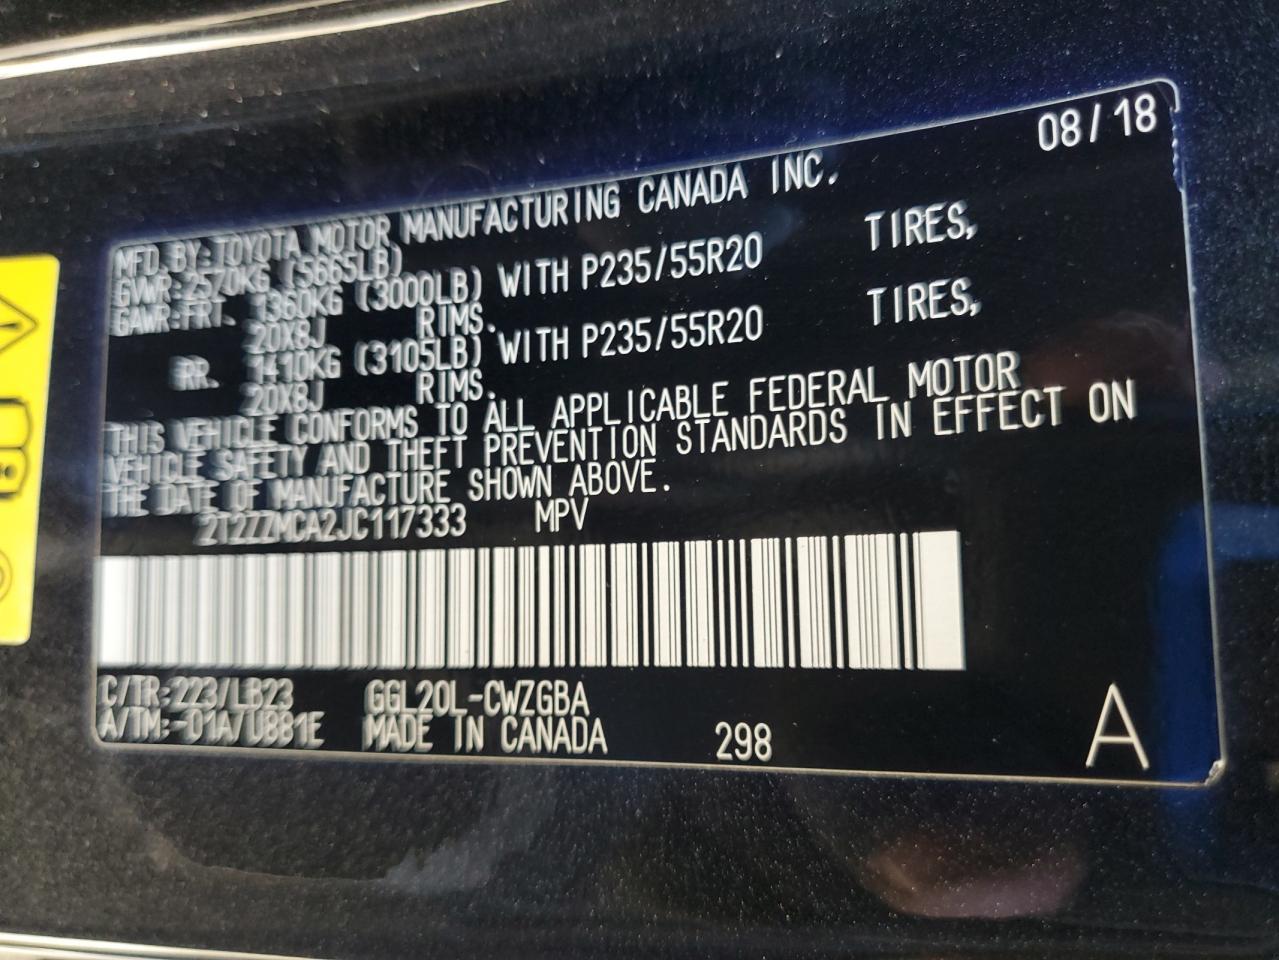 08/18
MFD. BY: TOYOTA MOTOR MANUFACTURING CANADA INC.
GVWR: 2570KG (5665LB)
GAWR: FRT. 1360KG (3000LB) WITH P235/55R20 TIRES,
20X8J RIMS.
RR. 1410KG (3105LB) WITH P235/55R20 TIRES,
20X8J RIMS.
THIS VEHICLE CONFORMS TO ALL APPLICABLE FEDERAL MOTOR
VEHICLE SAFETY AND THEFT PREVENTION STANDARDS IN EFFECT ON
THE DATE OF MANUFACTURE SHOWN ABOVE.
2T2ZZMCA2JC117333 MPV
C/TR: 223/LB23 GGL20L-CWZGBA
A/TM: -01A/U881E MADE IN CANADA 298 A